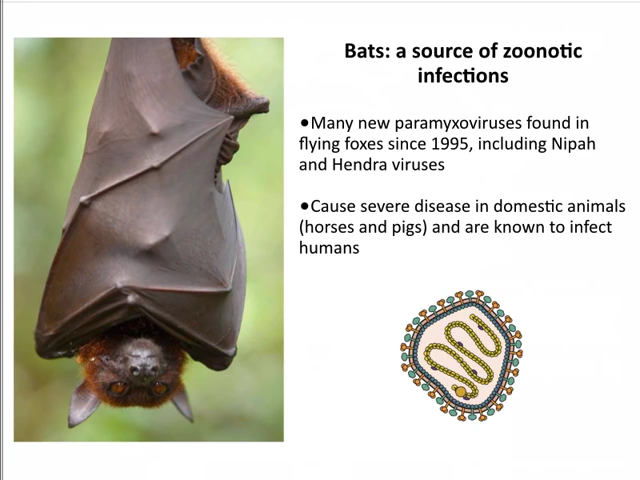 Bats: a source of zoonotic
infections
●Many new paramyxoviruses found in
flying foxes since 1995, including Nipah
and Hendra viruses
●Cause severe disease in domestic animals
(horses and pigs) and are known to infect
humans